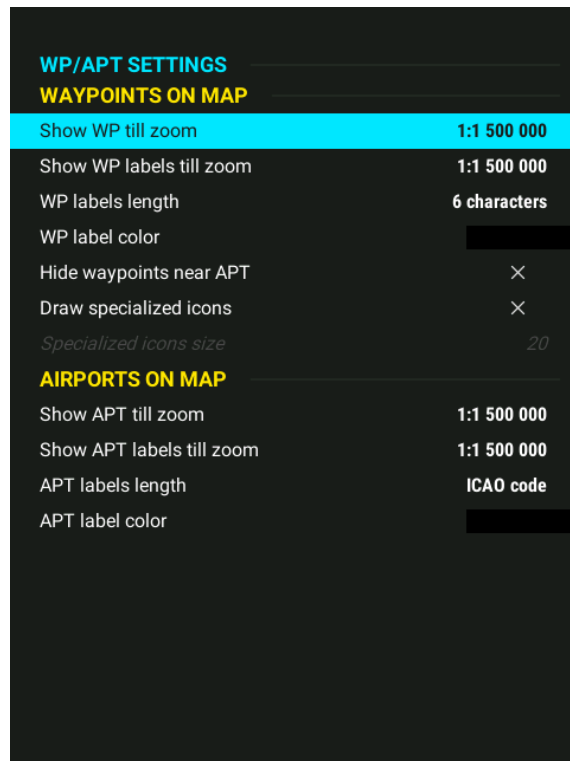 WP/APT SETTINGS
WAYPOINTS ON MAP
Show WP till zoom 1:1 500 000
Show WP labels till zoom 1:1 500 000
WP labels length 6 characters
WP label color
Hide waypoints near APT
Draw specialized icons
Specialized icons size 20
AIRPORTS ON MAP
Show APT till zoom 1:1 500 000
Show APT labels till zoom 1:1 500 000
APT labels length ICAO code
APT label color